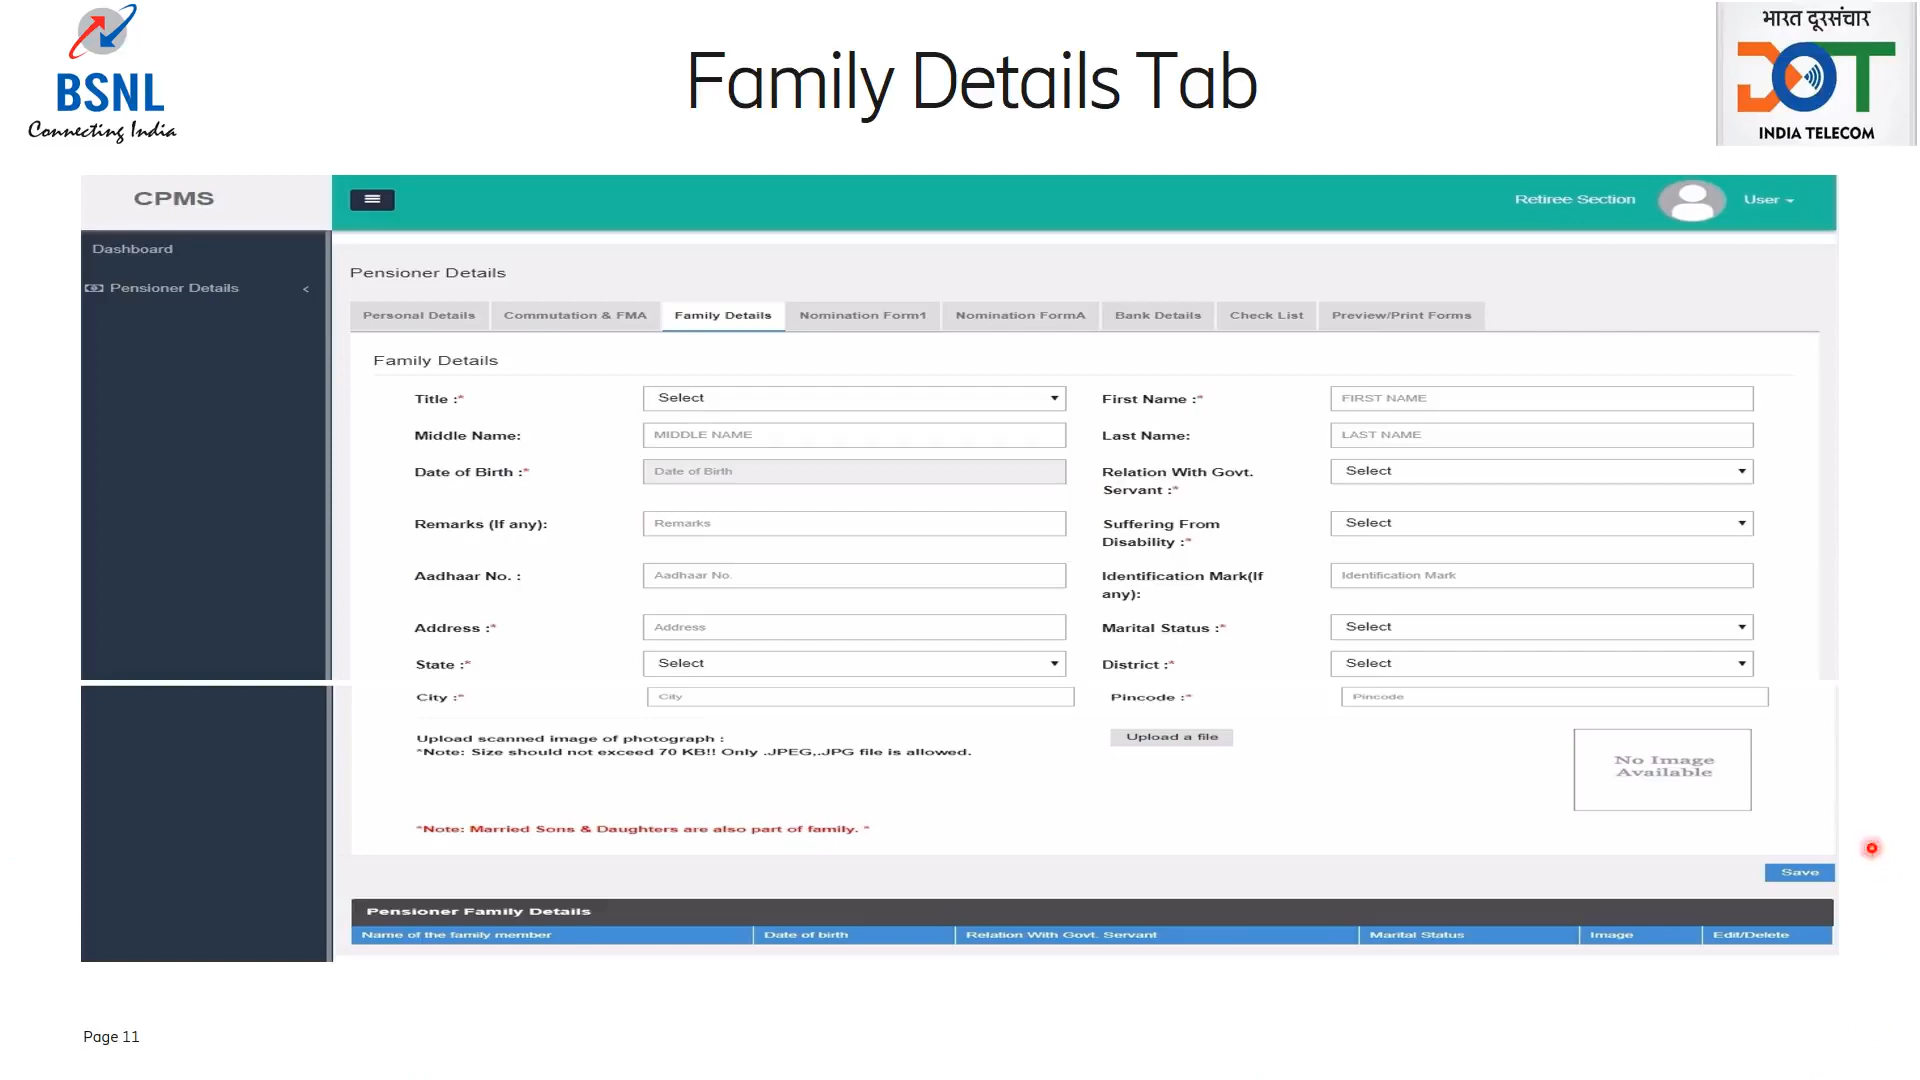 BSNL
Connecting India
Family Details Tab
भारत दूरसंचार
DOT
INDIA TELECOM
CPMS
Retiree Section
User
Dashboard
Pensioner Details
<
Pensioner Details
Personal Details
Commutation & FMA
Family Details
Nomination Form1
Nomination FormA
Bank Details
Check List
Preview/Print Forms
Family Details
Title :* Select
First Name :* FIRST NAME
Middle Name: MIDDLE NAME
Last Name: LAST NAME
Date of Birth :* Date of Birth
Relation With Govt. Select
Servant :*
Remarks (If any): Remarks
Suffering From Select
Disability :*
Aadhaar No. : Aadhaar No.
Identification Mark(If Identification Mark
any):
Address :* Address
Marital Status :* Select
State :* Select
District :* Select
City :* City
Pincode :* Pincode
Upload scanned image of photograph :
*Note: Size should not exceed 70 KB!! Only .JPEG,.JPG file is allowed.
Upload a file
No Image
Available
*Note: Married Sons & Daughters are also part of family. *
Save
Pensioner Family Details
Name of the family member
Date of birth
Relation With Govt. Servant
Marital Status
Image
Edit/Delete
Page 11